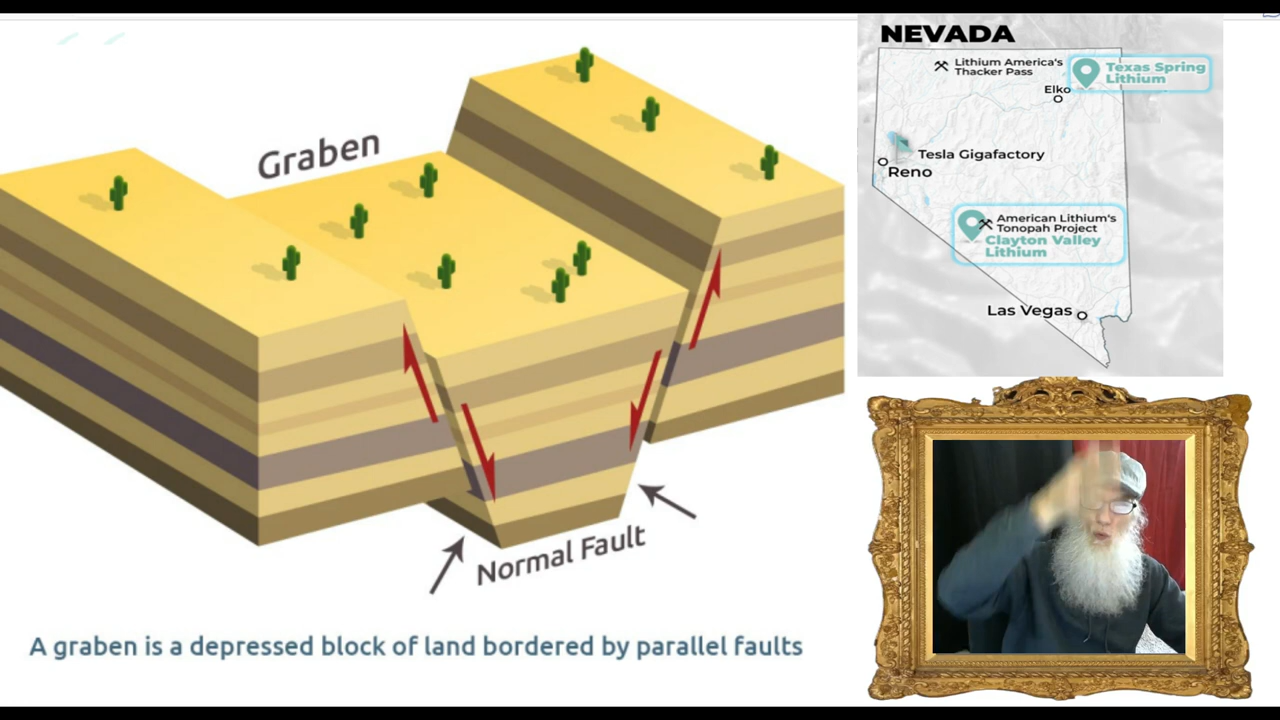 Graben
Normal Fault
A graben is a depressed block of land bordered by parallel faults
NEVADA
Lithium America's
Thacker Pass
Texas Spring
Lithium
Elko
Tesla Gigafactory
Reno
American Lithium's
Tonopah Project
Clayton Valley
Lithium
Las Vegas